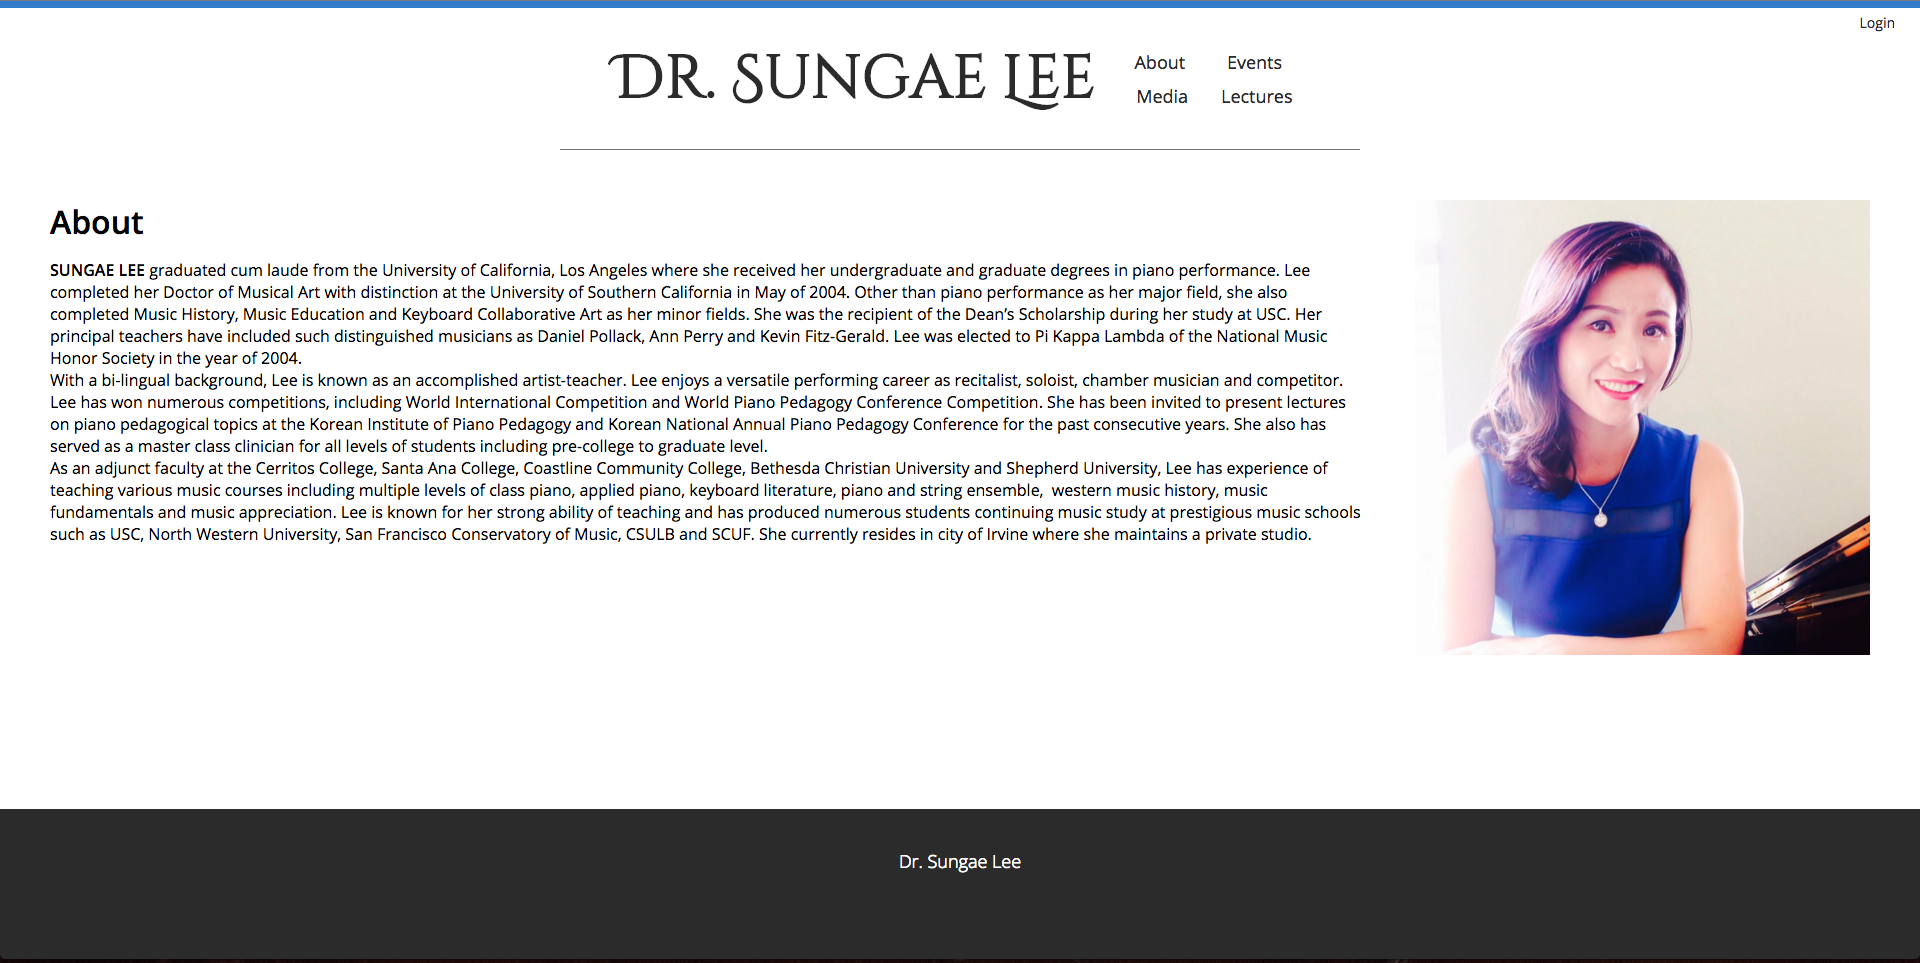 Login
Dr. Sungae Lee
About Events
Media Lectures
About
SUNGAE LEE graduated cum laude from the University of California, Los Angeles where she received her undergraduate and graduate degrees in piano performance. Lee
completed her Doctor of Musical Art with distinction at the University of Southern California in May of 2004. Other than piano performance as her major field, she also
completed Music History, Music Education and Keyboard Collaborative Art as her minor fields. She was the recipient of the Dean’s Scholarship during her study at USC. Her
principal teachers have included such distinguished musicians as Daniel Pollack, Ann Perry and Kevin Fitz-Gerald. Lee was elected to Pi Kappa Lambda of the National Music
Honor Society in the year of 2004.
With a bi-lingual background, Lee is known as an accomplished artist-teacher. Lee enjoys a versatile performing career as recitalist, soloist, chamber musician and competitor.
Lee has won numerous competitions, including World International Competition and World Piano Pedagogy Conference Competition. She has been invited to present lectures
on piano pedagogical topics at the Korean Institute of Piano Pedagogy and Korean National Annual Piano Pedagogy Conference for the past consecutive years. She also has
served as a master class clinician for all levels of students including pre-college to graduate level.
As an adjunct faculty at the Cerritos College, Santa Ana College, Coastline Community College, Bethesda Christian University and Shepherd University, Lee has experience of
teaching various music courses including multiple levels of class piano, applied piano, keyboard literature, piano and string ensemble,  western music history, music
fundamentals and music appreciation. Lee is known for her strong ability of teaching and has produced numerous students continuing music study at prestigious music schools
such as USC, North Western University, San Francisco Conservatory of Music, CSULB and SCUF. She currently resides in city of Irvine where she maintains a private studio.
Dr. Sungae Lee